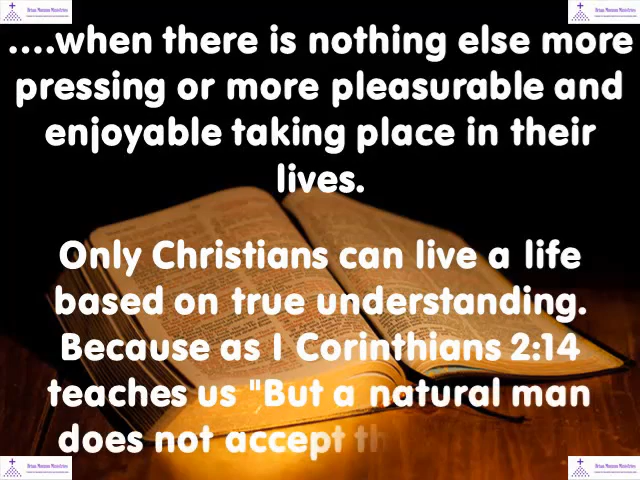 ....when there is nothing else more
pressing or more pleasurable and
enjoyable taking place in their
lives.
Only Christians can live a life
based on true understanding.
Because as I Corinthians 2:14
teaches us "But a natural man
does not accept th